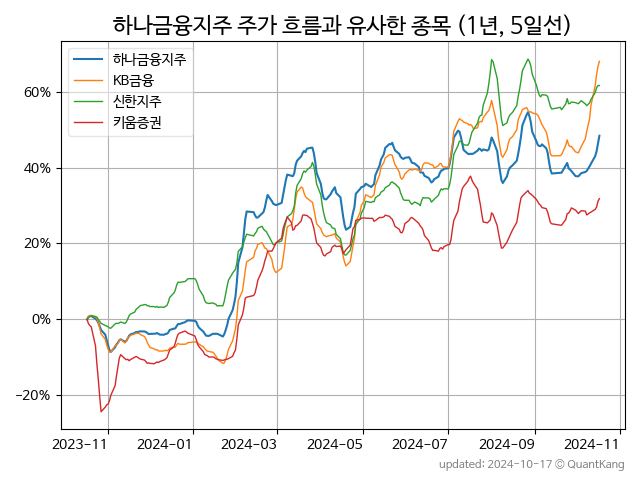 하나금융지주 주가 흐름과 유사한 종목 (1년, 5일선)
하나금융지주
KB금융
신한지주
키움증권
60%
40%
20%
0%
−20%
2023-11
2024-01
2024-03
2024-05
2024-07
2024-09
2024-11
updated: 2024-10-17 ⓒ QuantKang